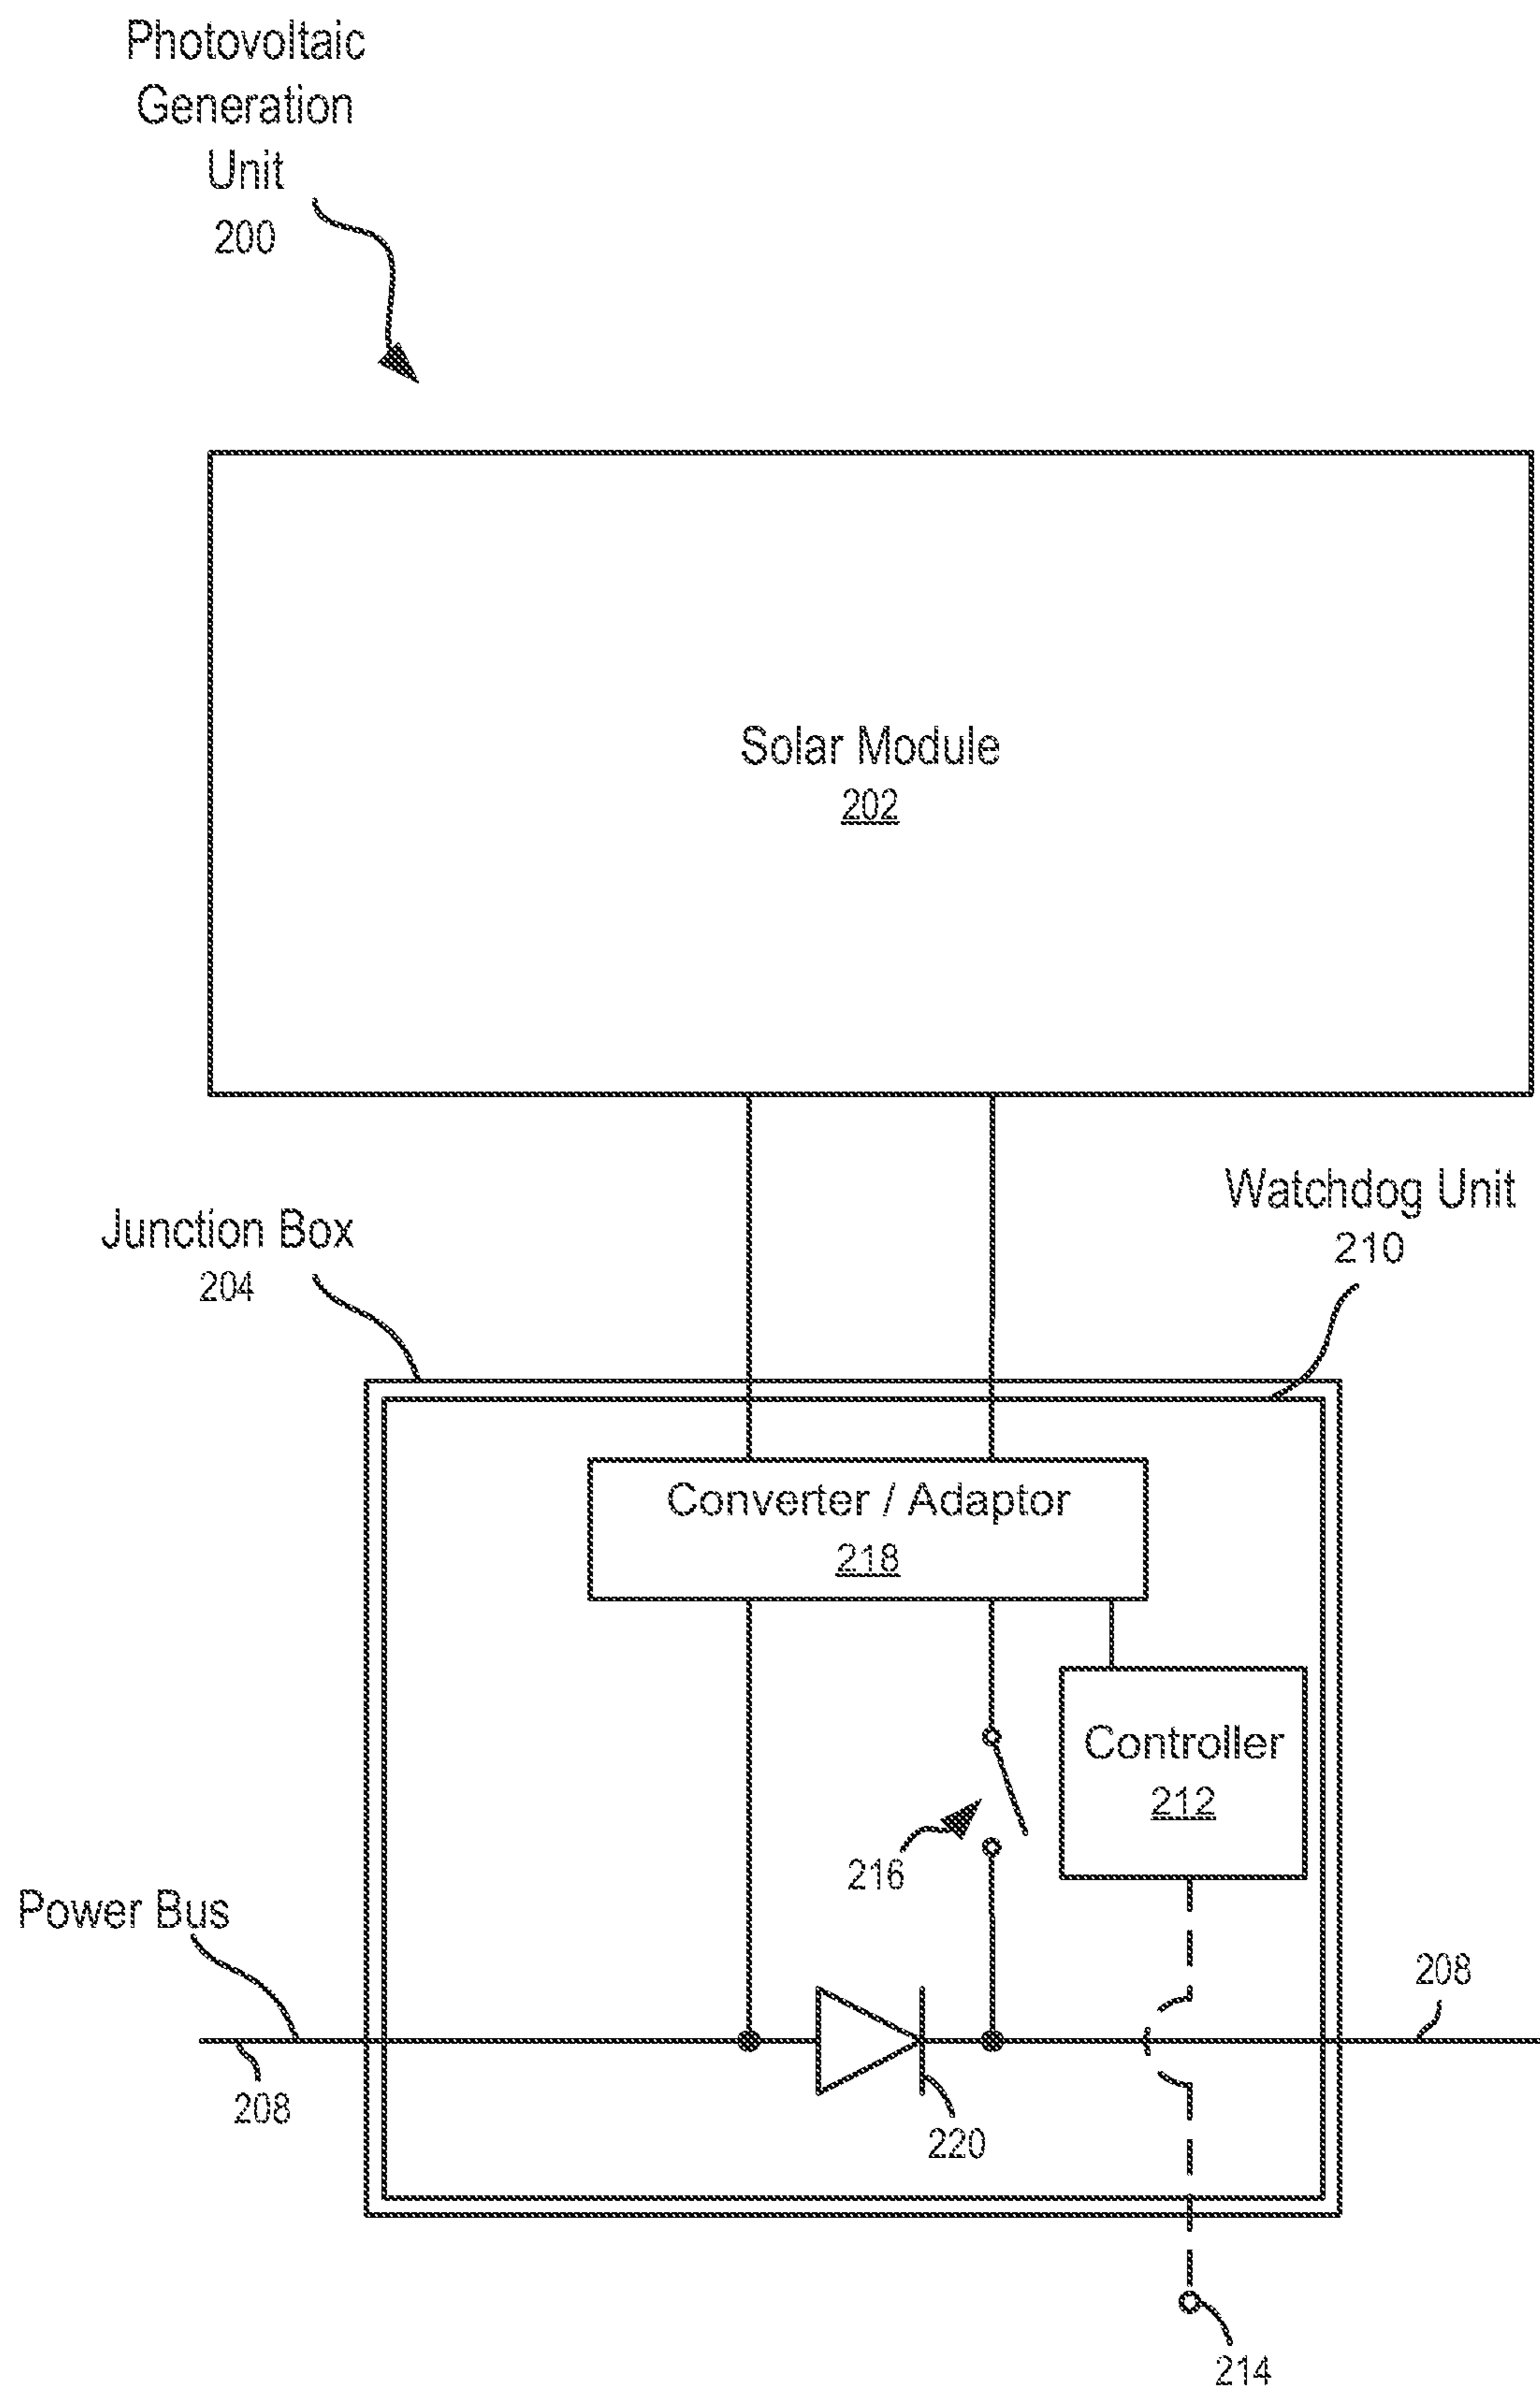 Photovoltaic
Generation
Unit
200
Solar Module
202
Watchdog Unit
210
Junction Box
204
Converter / Adaptor
218
Controller
212
216
Power Bus
208
208
220
214